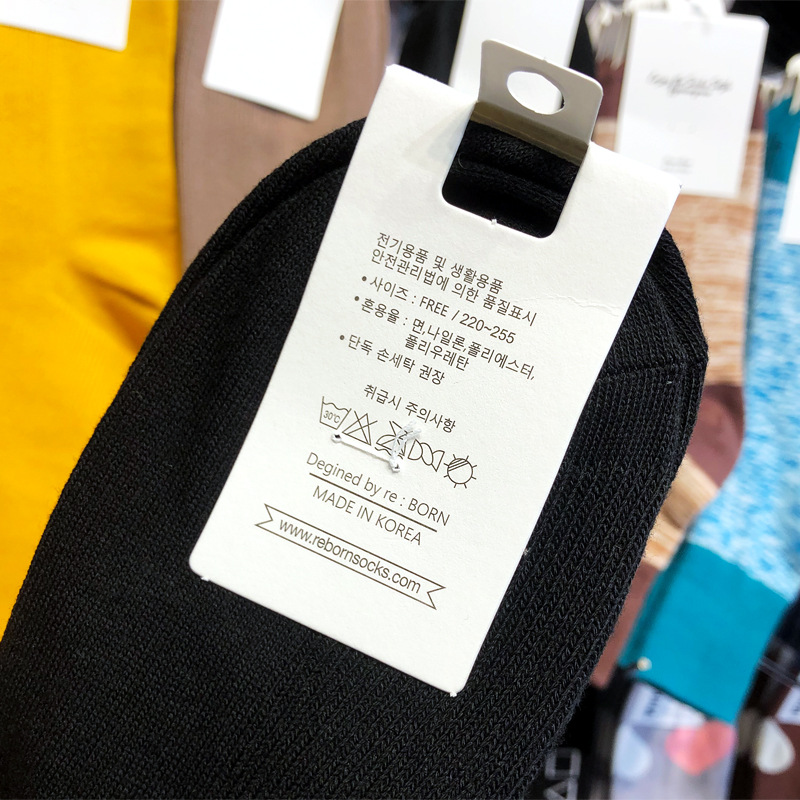 전기용품 및 생활용품
안전관리법에 의한 품질표시
• 사이즈 : FREE / 220~255
• 혼용율 : 면,나일론,폴리에스터,
폴리우레탄
• 단독 손세탁 권장
취급시 주의사항
30℃
Degined by re : BORN
MADE IN KOREA
www.rebornsocks.com